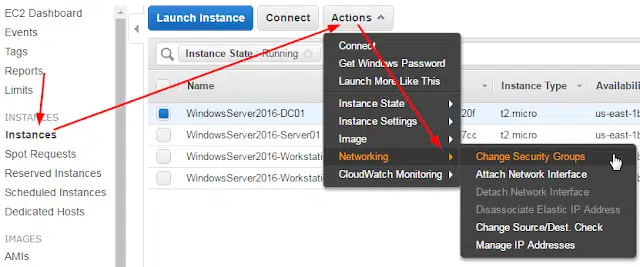 EC2 Dashboard
Events
Tags
Reports
Limits
INSTANCES
Instances
Spot Requests
Reserved Instances
Scheduled Instances
Dedicated Hosts
IMAGES
AMIs
Launch Instance
Connect
Actions
Instance State : Running
Name
Instance Type
Availabi
WindowsServer2016-DC01
20f
t2.micro
us-east-1b
WindowsServer2016-Server01
7cc
t2.micro
us-east-1b
WindowsServer2016-Workstati
WindowsServer2016-Workstati
Connect
Get Windows Password
Launch More Like This
Instance State
Instance Settings
Image
Networking
CloudWatch Monitoring
Change Security Groups
Attach Network Interface
Detach Network Interface
Disassociate Elastic IP Address
Change Source/Dest. Check
Manage IP Addresses